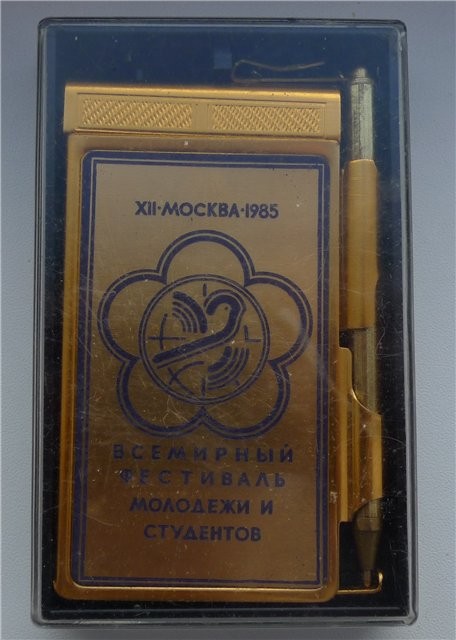 XII·МОСКВА·1985
ВСЕМИРНЫЙ
ФЕСТИВАЛЬ
МОЛОДЕЖИ И
СТУДЕНТОВ